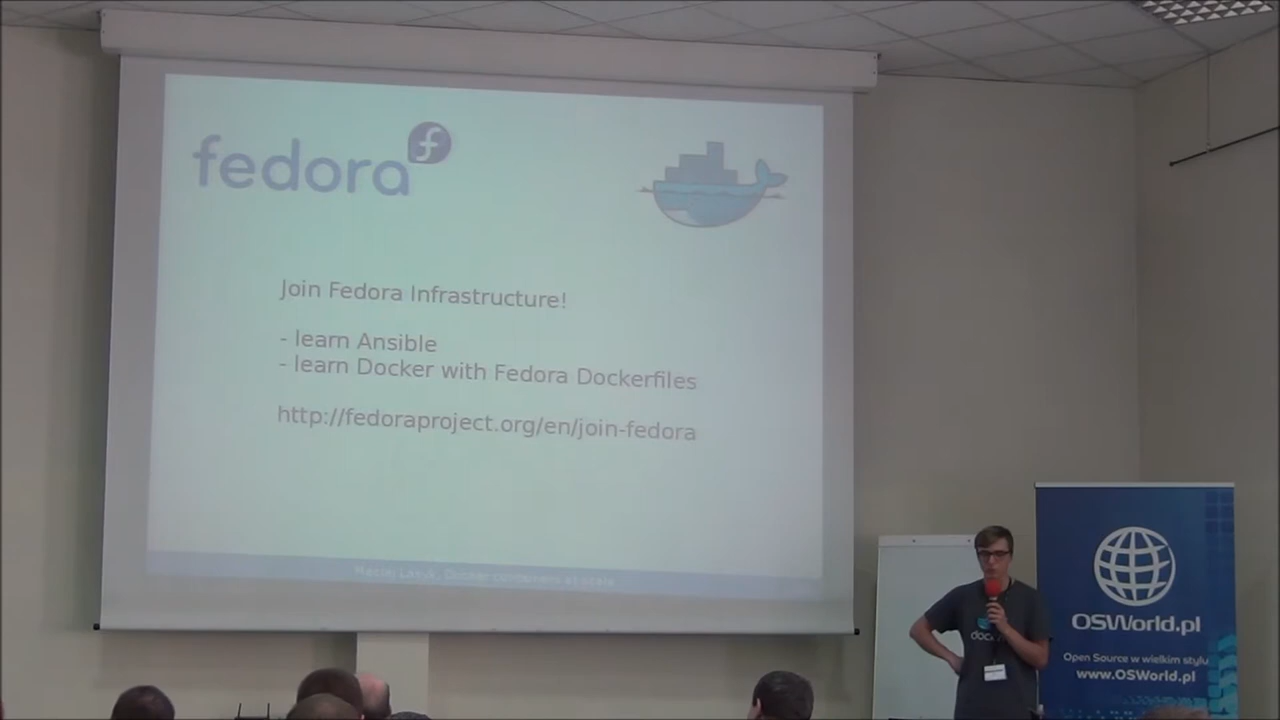 fedora
Join Fedora Infrastructure!
- learn Ansible
- learn Docker with Fedora Dockerfiles
http://fedoraproject.org/en/join-fedora
OSWorld.pl
Open Source w wielkim stylu
www.OSWorld.pl